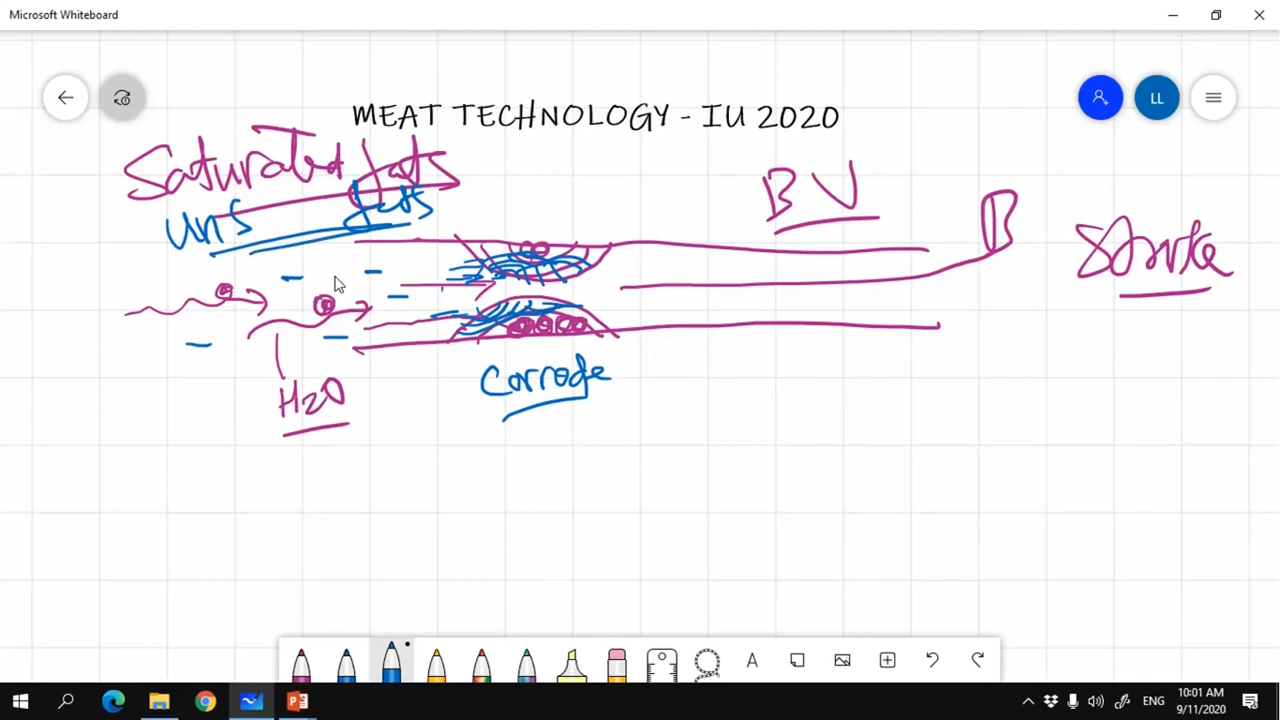 Microsoft Whiteboard
LL
MEAT TECHNOLOGY - IU 2020
Saturated fats
uns fats
B V
B
Stroke
H2O
Corrode
A
ENG
10:01 AM
9/11/2020